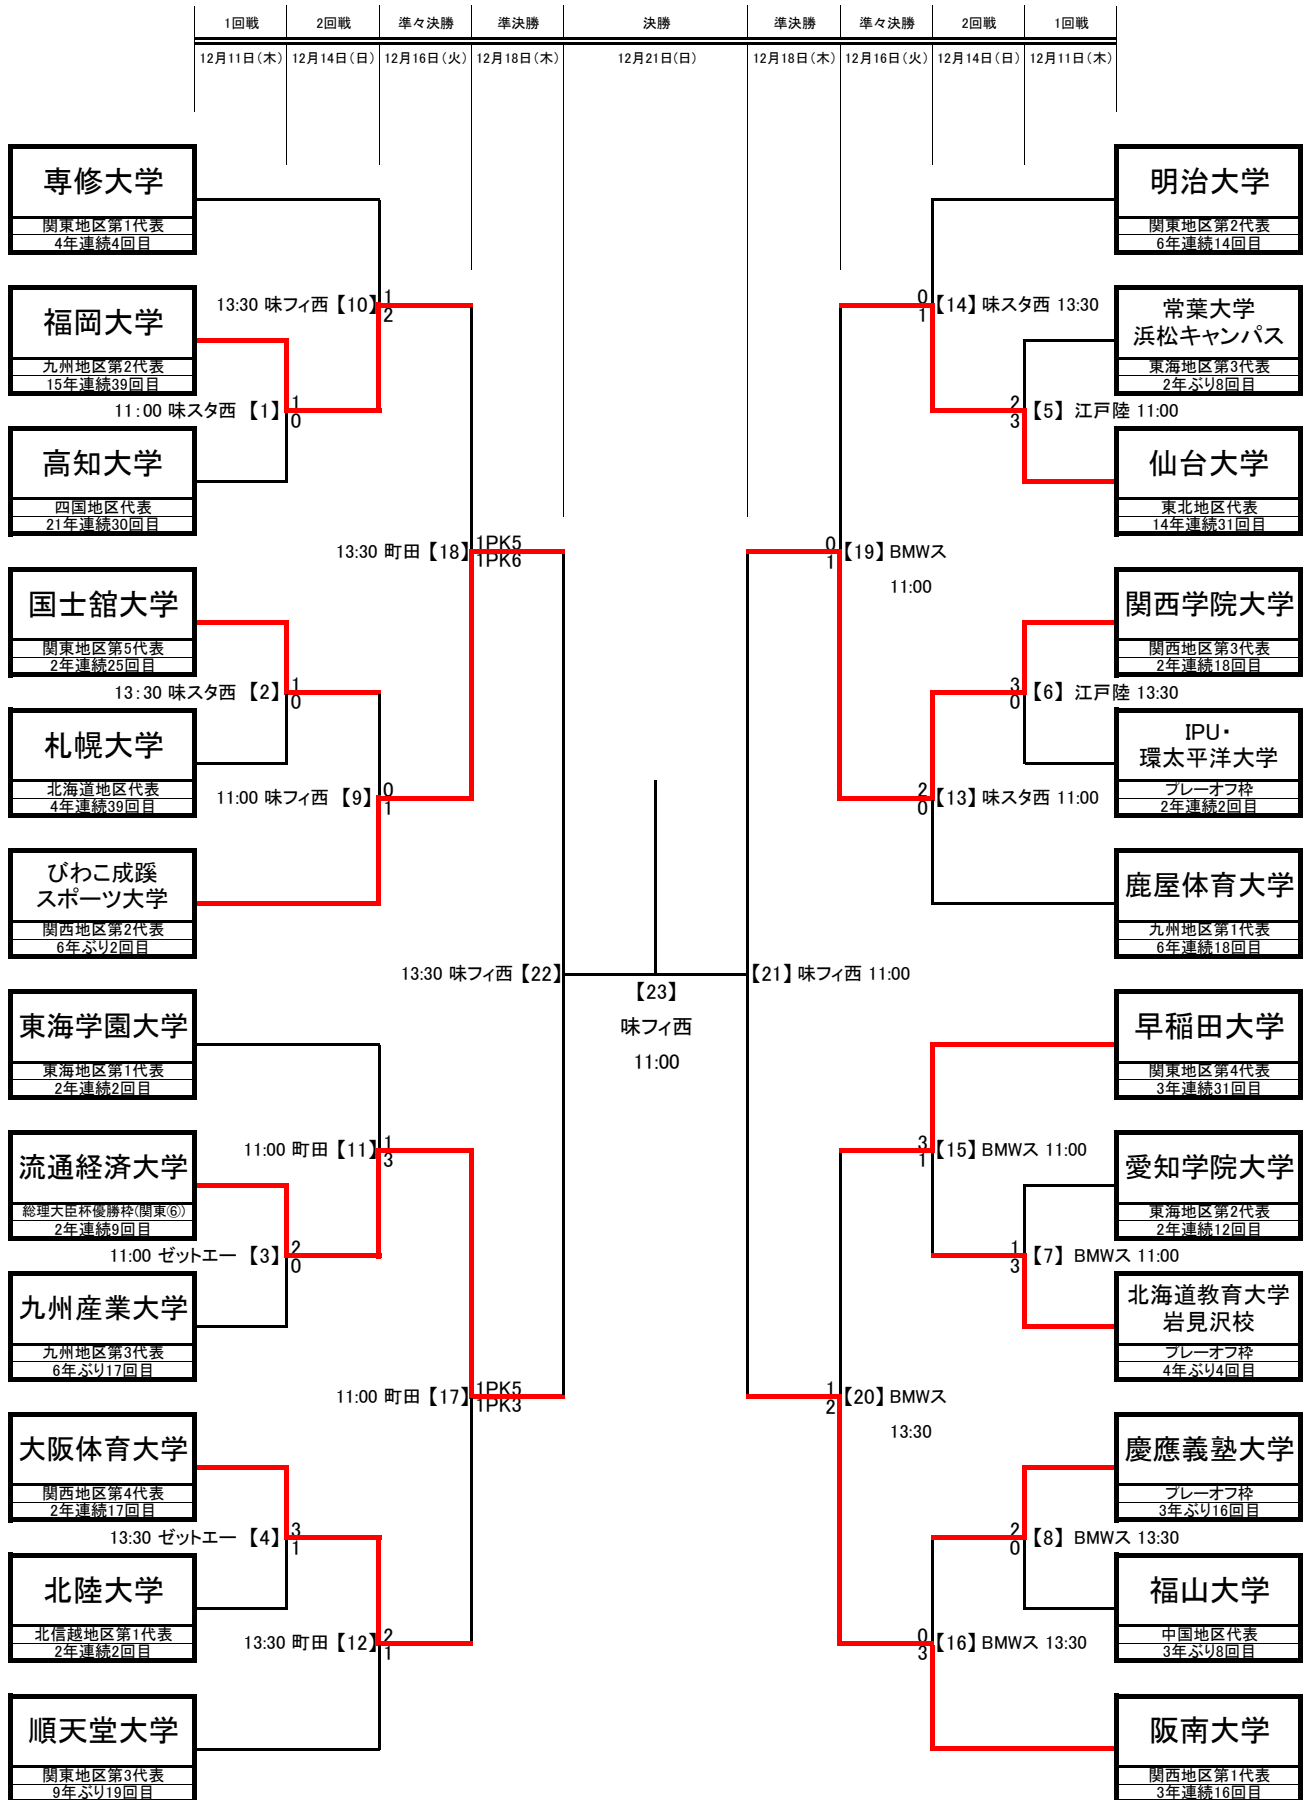 1回戦 2回戦 準々決勝 準決勝 決勝 準決勝 準々決勝 2回戦 1回戦
12月11日(木) 12月14日(日) 12月16日(火) 12月18日(木) 12月21日(日) 12月18日(木) 12月16日(火) 12月14日(日) 12月11日(木)
専修大学
関東地区第1代表
4年連続4回目
13:30 味フィ西 【10】
1
2
福岡大学
九州地区第2代表
15年連続39回目
11:00 味スタ西 【1】
1
0
高知大学
四国地区代表
21年連続30回目
13:30 町田 【18】
1PK5
1PK6
国士舘大学
関東地区第5代表
2年連続25回目
13:30 味スタ西 【2】
1
0
札幌大学
北海道地区代表
4年連続39回目
11:00 味フィ西 【9】
0
1
びわこ成蹊
スポーツ大学
関西地区第2代表
6年ぶり2回目
13:30 味フィ西 【22】
東海学園大学
東海地区第1代表
2年連続2回目
11:00 町田 【11】
1
3
流通経済大学
総理大臣杯優勝枠(関東⑥)
2年連続9回目
11:00 ゼットエー 【3】
2
0
九州産業大学
九州地区第3代表
6年ぶり17回目
11:00 町田 【17】
1PK5
1PK3
大阪体育大学
関西地区第4代表
2年連続17回目
13:30 ゼットエー 【4】
3
1
北陸大学
北信越地区第1代表
2年連続2回目
13:30 町田 【12】
2
1
順天堂大学
関東地区第3代表
9年ぶり19回目
【23】
味フィ西
11:00
明治大学
関東地区第2代表
6年連続14回目
0
1
【14】 味スタ西 13:30
常葉大学
浜松キャンパス
東海地区第3代表
2年ぶり8回目
2
3
【5】 江戸陸 11:00
仙台大学
東北地区代表
14年連続31回目
0
1
【19】 BMWス
11:00
関西学院大学
関西地区第3代表
2年連続18回目
3
0
【6】 江戸陸 13:30
IPU・
環太平洋大学
プレーオフ枠
2年連続2回目
2
0
【13】 味スタ西 11:00
鹿屋体育大学
九州地区第1代表
6年連続18回目
【21】 味フィ西 11:00
早稲田大学
関東地区第4代表
3年連続31回目
3
1
【15】 BMWス 11:00
愛知学院大学
東海地区第2代表
2年連続12回目
1
3
【7】 BMWス 11:00
北海道教育大学
岩見沢校
プレーオフ枠
4年ぶり4回目
1
2
【20】 BMWス
13:30
慶應義塾大学
プレーオフ枠
3年ぶり16回目
2
0
【8】 BMWス 13:30
福山大学
中国地区代表
3年ぶり8回目
0
3
【16】 BMWス 13:30
阪南大学
関西地区第1代表
3年連続16回目